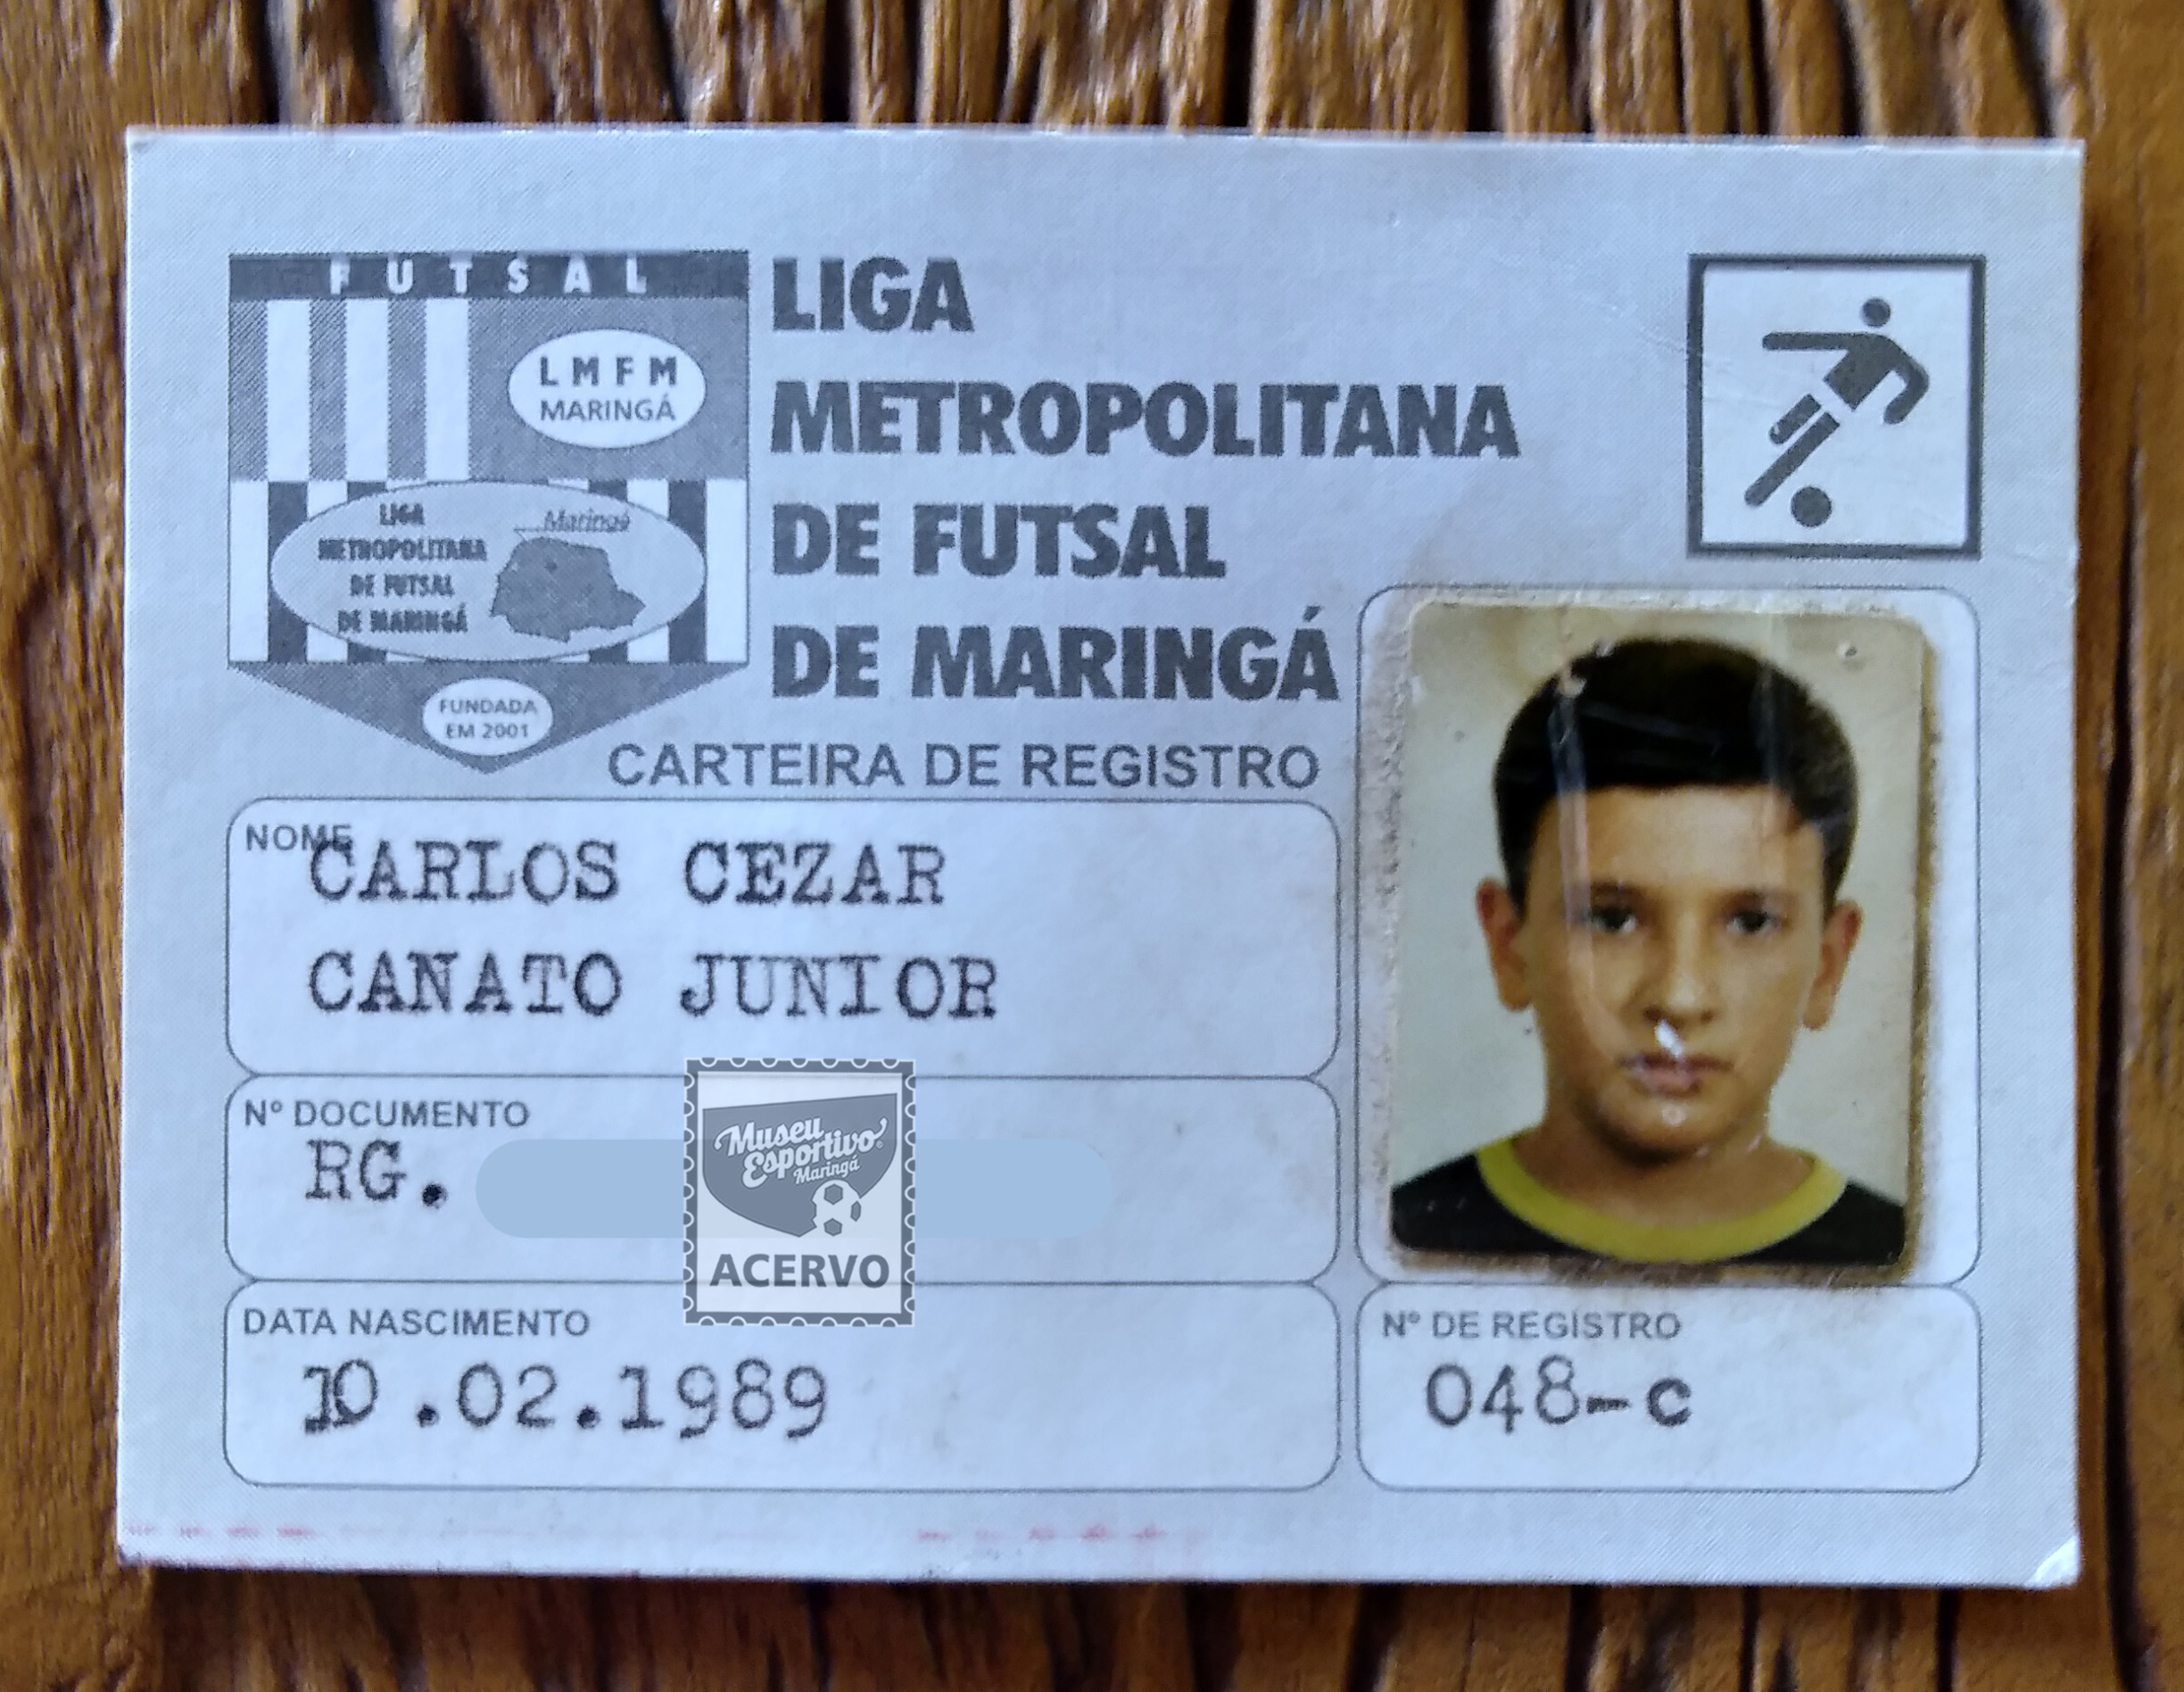 FUTSAL
LMFM
MARINGÁ
LIGA
METROPOLITANA
DE FUTSAL
DE MARINGÁ
Maringá
FUNDADA
EM 2001
LIGA
METROPOLITANA
DE FUTSAL
DE MARINGÁ
CARTEIRA DE REGISTRO
NOME
CARLOS CEZAR
CANATO JUNIOR
Nº DOCUMENTO
RG.
Museu
Esportivo
Maringá
ACERVO
DATA NASCIMENTO
10.02.1989
Nº DE REGISTRO
048-c